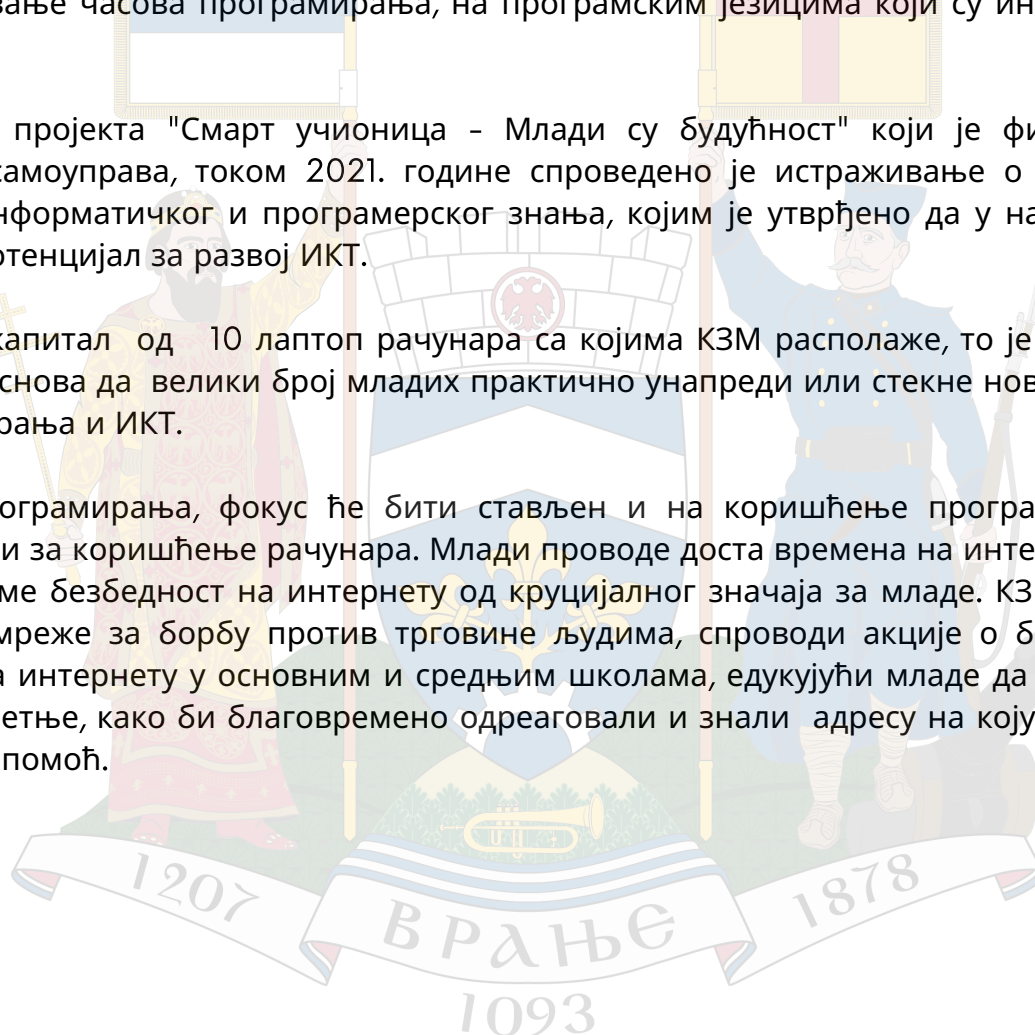 вање часова програмирања, на програмским језицима који су ин
пројекта "Смарт учионица – Млади су будућност" који је фи
самоуправа, током 2021. године спроведено је истраживање о
нформатичког и програмерског знања, којим је утврђено да у на
отенцијал за развој ИКТ.
капитал од 10 лаптоп рачунара са којима КЗМ располаже, то је
снова да велики број младих практично унапреди или стекне нов
рања и ИКТ.
ограмирања, фокус ће бити стављен и на коришћење програ
и за коришћење рачунара. Млади проводе доста времена на инте
ме безбедност на интернету од круцијалног значаја за младе. КЗ
мреже за борбу против трговине људима, спроводи акције о б
а интернету у основним и средњим школама, едукујући младе да
етње, како би благовремено одреаговали и знали адресу на коју
помоћ.
1207
ВРАЊЕ
1878
1093